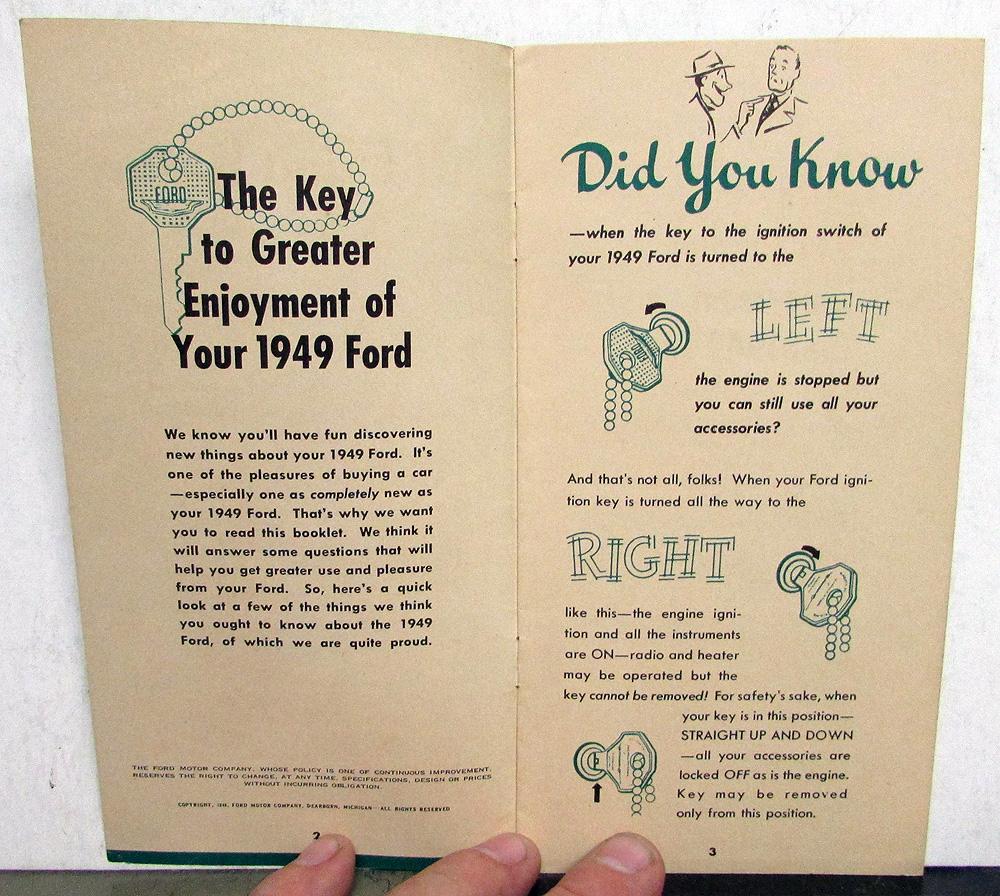 FORD
The Key
to Greater
Enjoyment of
Your 1949 Ford
We know you'll have fun discovering
new things about your 1949 Ford. It's
one of the pleasures of buying a car
—especially one as completely new as
your 1949 Ford. That's why we want
you to read this booklet. We think it
will answer some questions that will
help you get greater use and pleasure
from your Ford. So, here's a quick
look at a few of the things we think
you ought to know about the 1949
Ford, of which we are quite proud.
THE FORD MOTOR COMPANY, WHOSE POLICY IS ONE OF CONTINUOUS IMPROVEMENT,
RESERVES THE RIGHT TO CHANGE, AT ANY TIME, SPECIFICATIONS, DESIGN OR PRICES
WITHOUT INCURRING OBLIGATION.
COPYRIGHT, FORD MOTOR COMPANY, DEARBORN, MICHIGAN—ALL RIGHTS RESERVED
2
Did You Know
—when the key to the ignition switch of
your 1949 Ford is turned to the
LEFT
FORD
the engine is stopped but
you can still use all your
accessories?
And that's not all, folks! When your Ford igni-
tion key is turned all the way to the
RIGHT
like this—the engine igni-
tion and all the instruments
are ON—radio and heater
may be operated but the
key cannot be removed! For safety's sake, when
your key is in this position—
STRAIGHT UP AND DOWN
—all your accessories are
locked OFF as is the engine.
Key may be removed
only from this position.
3